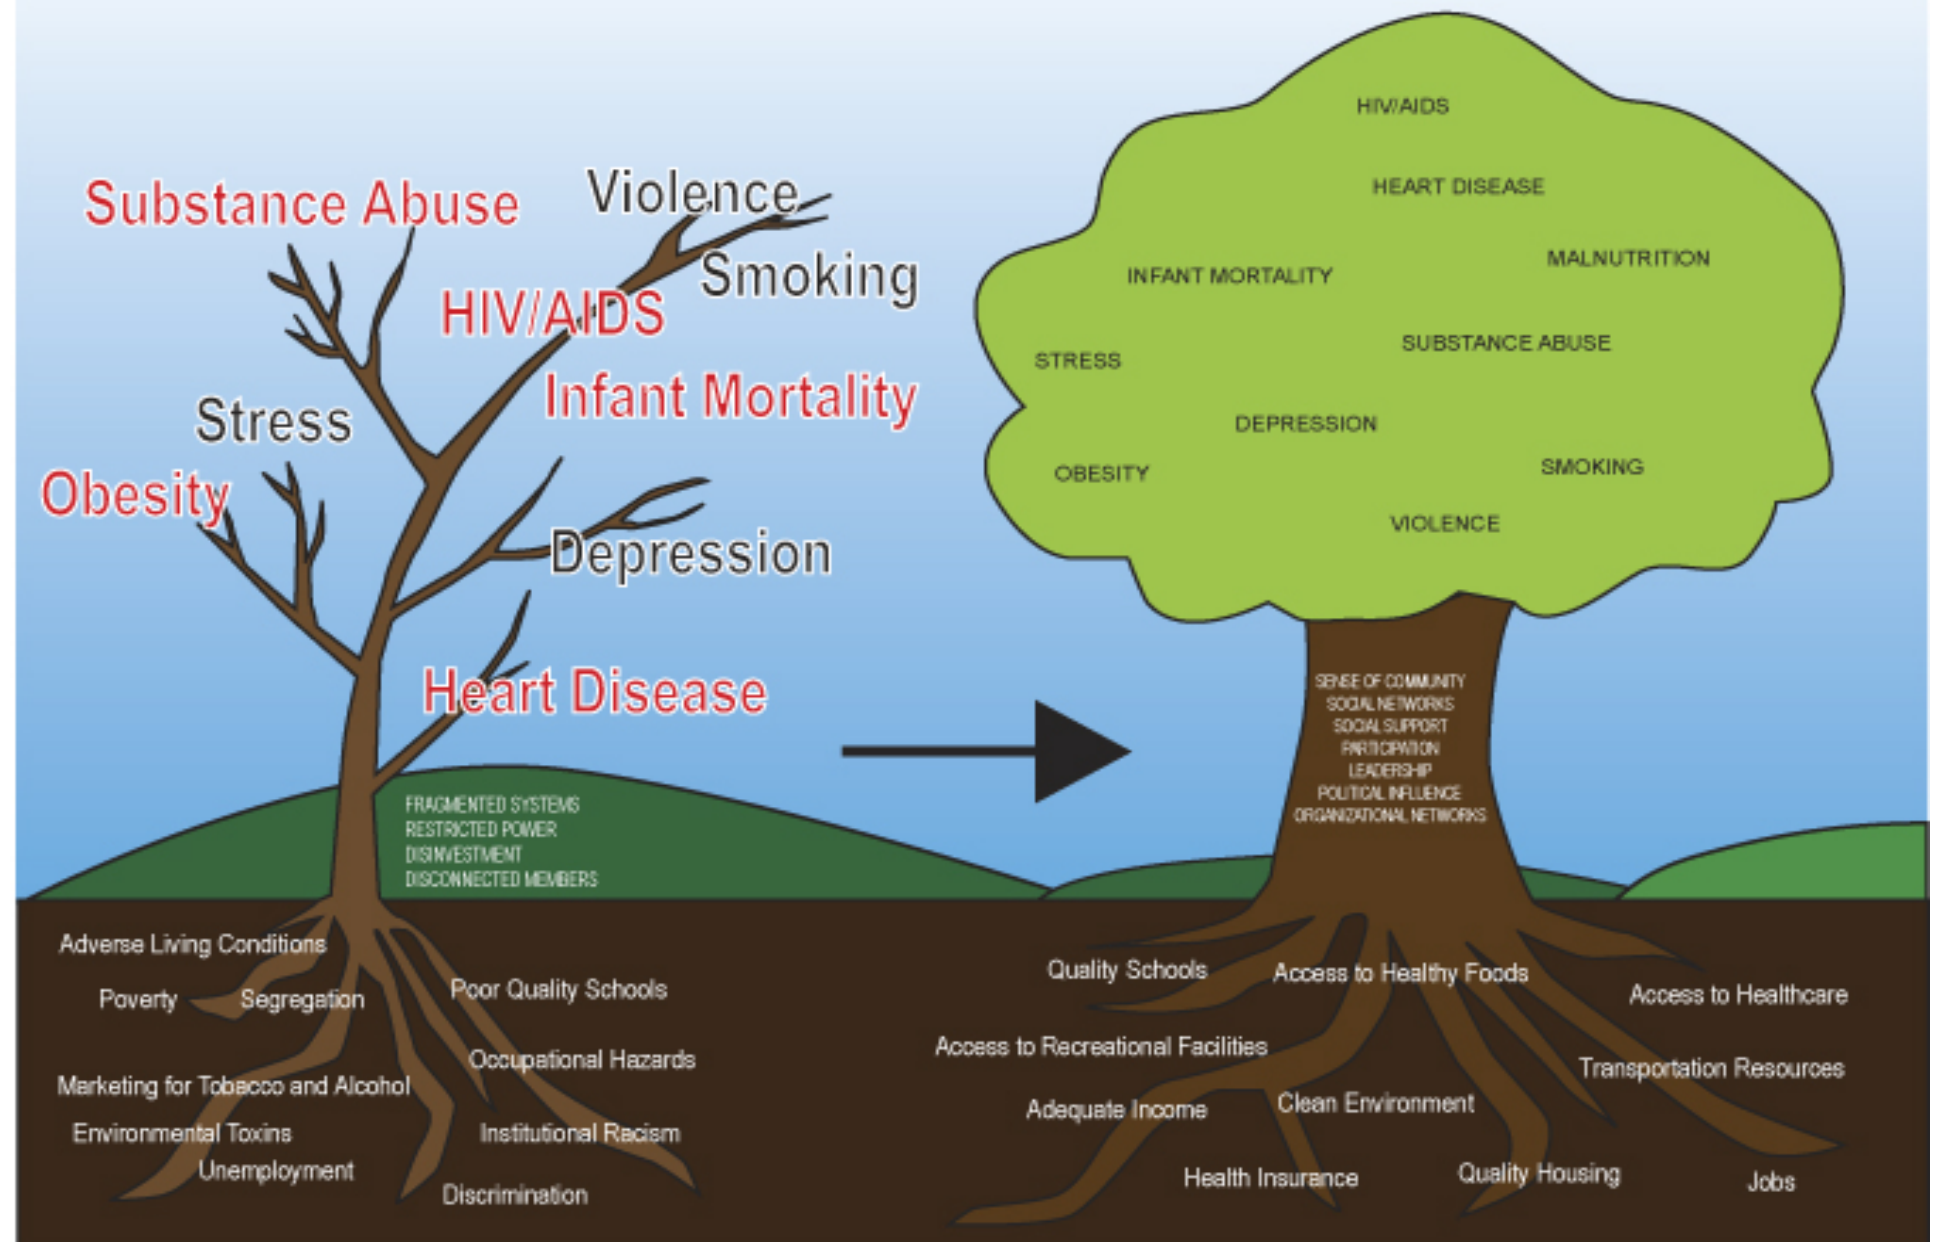 Substance Abuse
Violence
Smoking
HIV/AIDS
Infant Mortality
Stress
Obesity
Depression
Heart Disease
FRAGMENTED SYSTEMS
RESTRICTED POWER
DISINVESTMENT
DISCONNECTED MEMBERS
Adverse Living Conditions
Poverty
Segregation
Poor Quality Schools
Occupational Hazards
Marketing for Tobacco and Alcohol
Environmental Toxins
Institutional Racism
Unemployment
Discrimination
HIV/AIDS
HEART DISEASE
MALNUTRITION
INFANT MORTALITY
SUBSTANCE ABUSE
STRESS
DEPRESSION
OBESITY
SMOKING
VIOLENCE
SENSE OF COMMUNITY
SOCIAL NETWORKS
SOCIAL SUPPORT
PARTICIPATION
LEADERSHIP
POLITICAL INFLUENCE
ORGANIZATIONAL NETWORKS
Quality Schools
Access to Healthy Foods
Access to Healthcare
Access to Recreational Facilities
Transportation Resources
Adequate Income
Clean Environment
Health Insurance
Quality Housing
Jobs